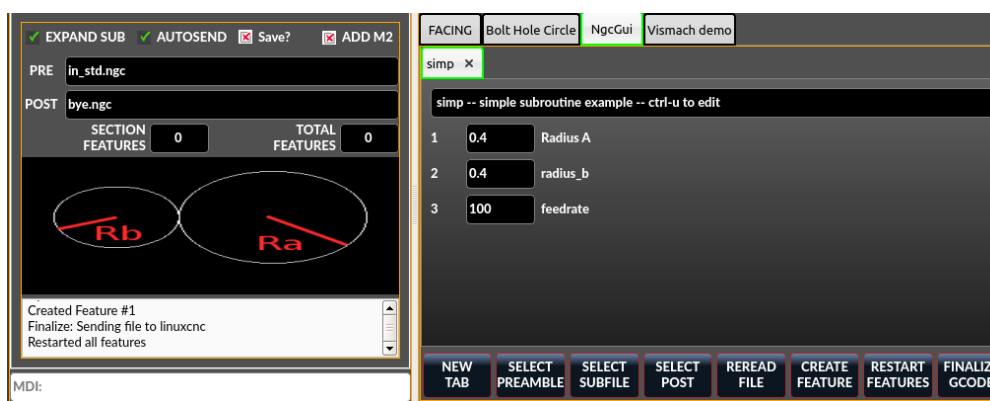 EXPAND SUB AUTOSEND Save? ADD M2
PRE in_std.ngc
POST bye.ngc
SECTION FEATURES 0 TOTAL FEATURES 0
Rb
Ra
Created Feature #1
Finalize: Sending file to linuxcnc
Restarted all features
MDI:
FACING Bolt Hole Circle NgcGui Vismach demo
simp ×
simp -- simple subroutine example -- ctrl-u to edit
1 0.4 Radius A
2 0.4 radius_b
3 100 feedrate
NEW TAB SELECT PREAMBLE SELECT SUBFILE SELECT POST REREAD FILE CREATE FEATURE RESTART FEATURES FINALIZ GCODE